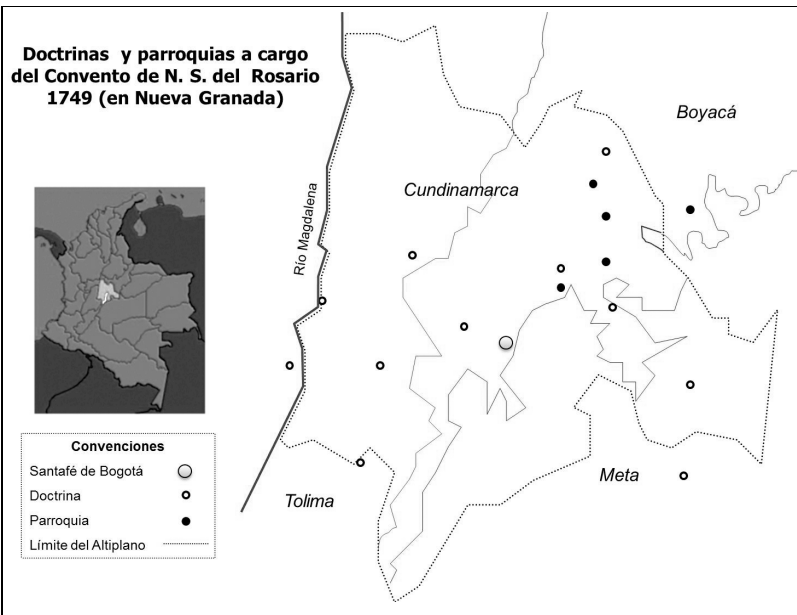 Doctrinas y parroquias a cargo
del Convento de N. S. del Rosario
1749 (en Nueva Granada)
Boyacá
Cundinamarca
Río Magdalena
Convenciones
Santafé de Bogotá
Doctrina
Parroquia
Límite del Altiplano
Tolima
Meta